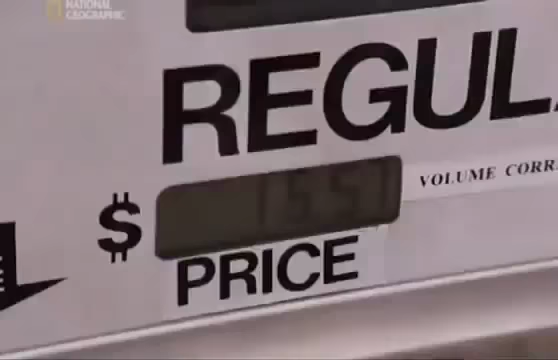 NATIONAL
GEOGRAPHIC
REGUL
$
VOLUME CORR
PRICE